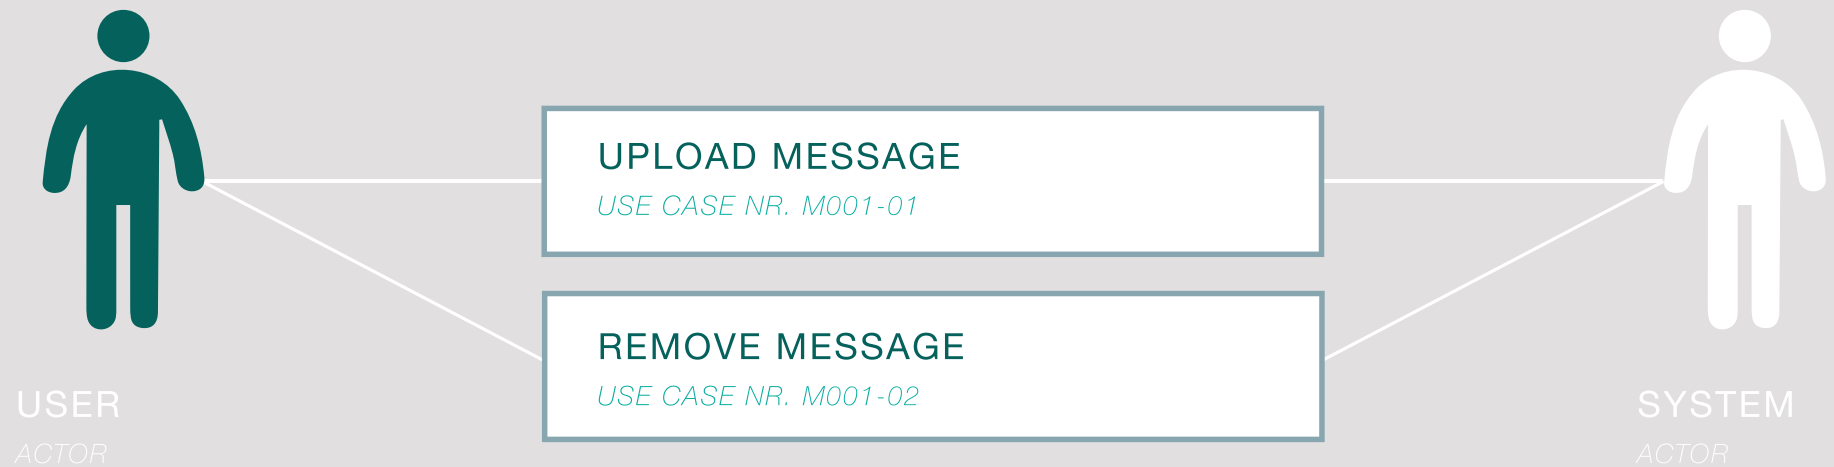 UPLOAD MESSAGE
USE CASE NR. M001-01
REMOVE MESSAGE
USE CASE NR. M001-02
USER
ACTOR
SYSTEM
ACTOR